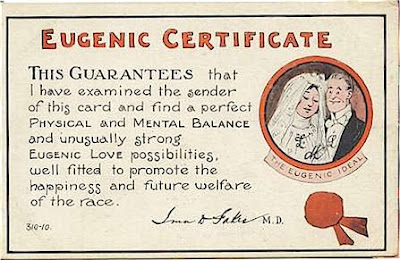 EUGENIC CERTIFICATE
THIS GUARANTEES that
I have examined the sender
of this card and find a perfect
PHYSICAL and MENTAL BALANCE
and unusually strong
EUGENIC LOVE possibilities,
well fitted to promote the
happiness and future welfare
of the race.
THE EUGENIC IDEAL
310-10.
Ima D Faker M.D.